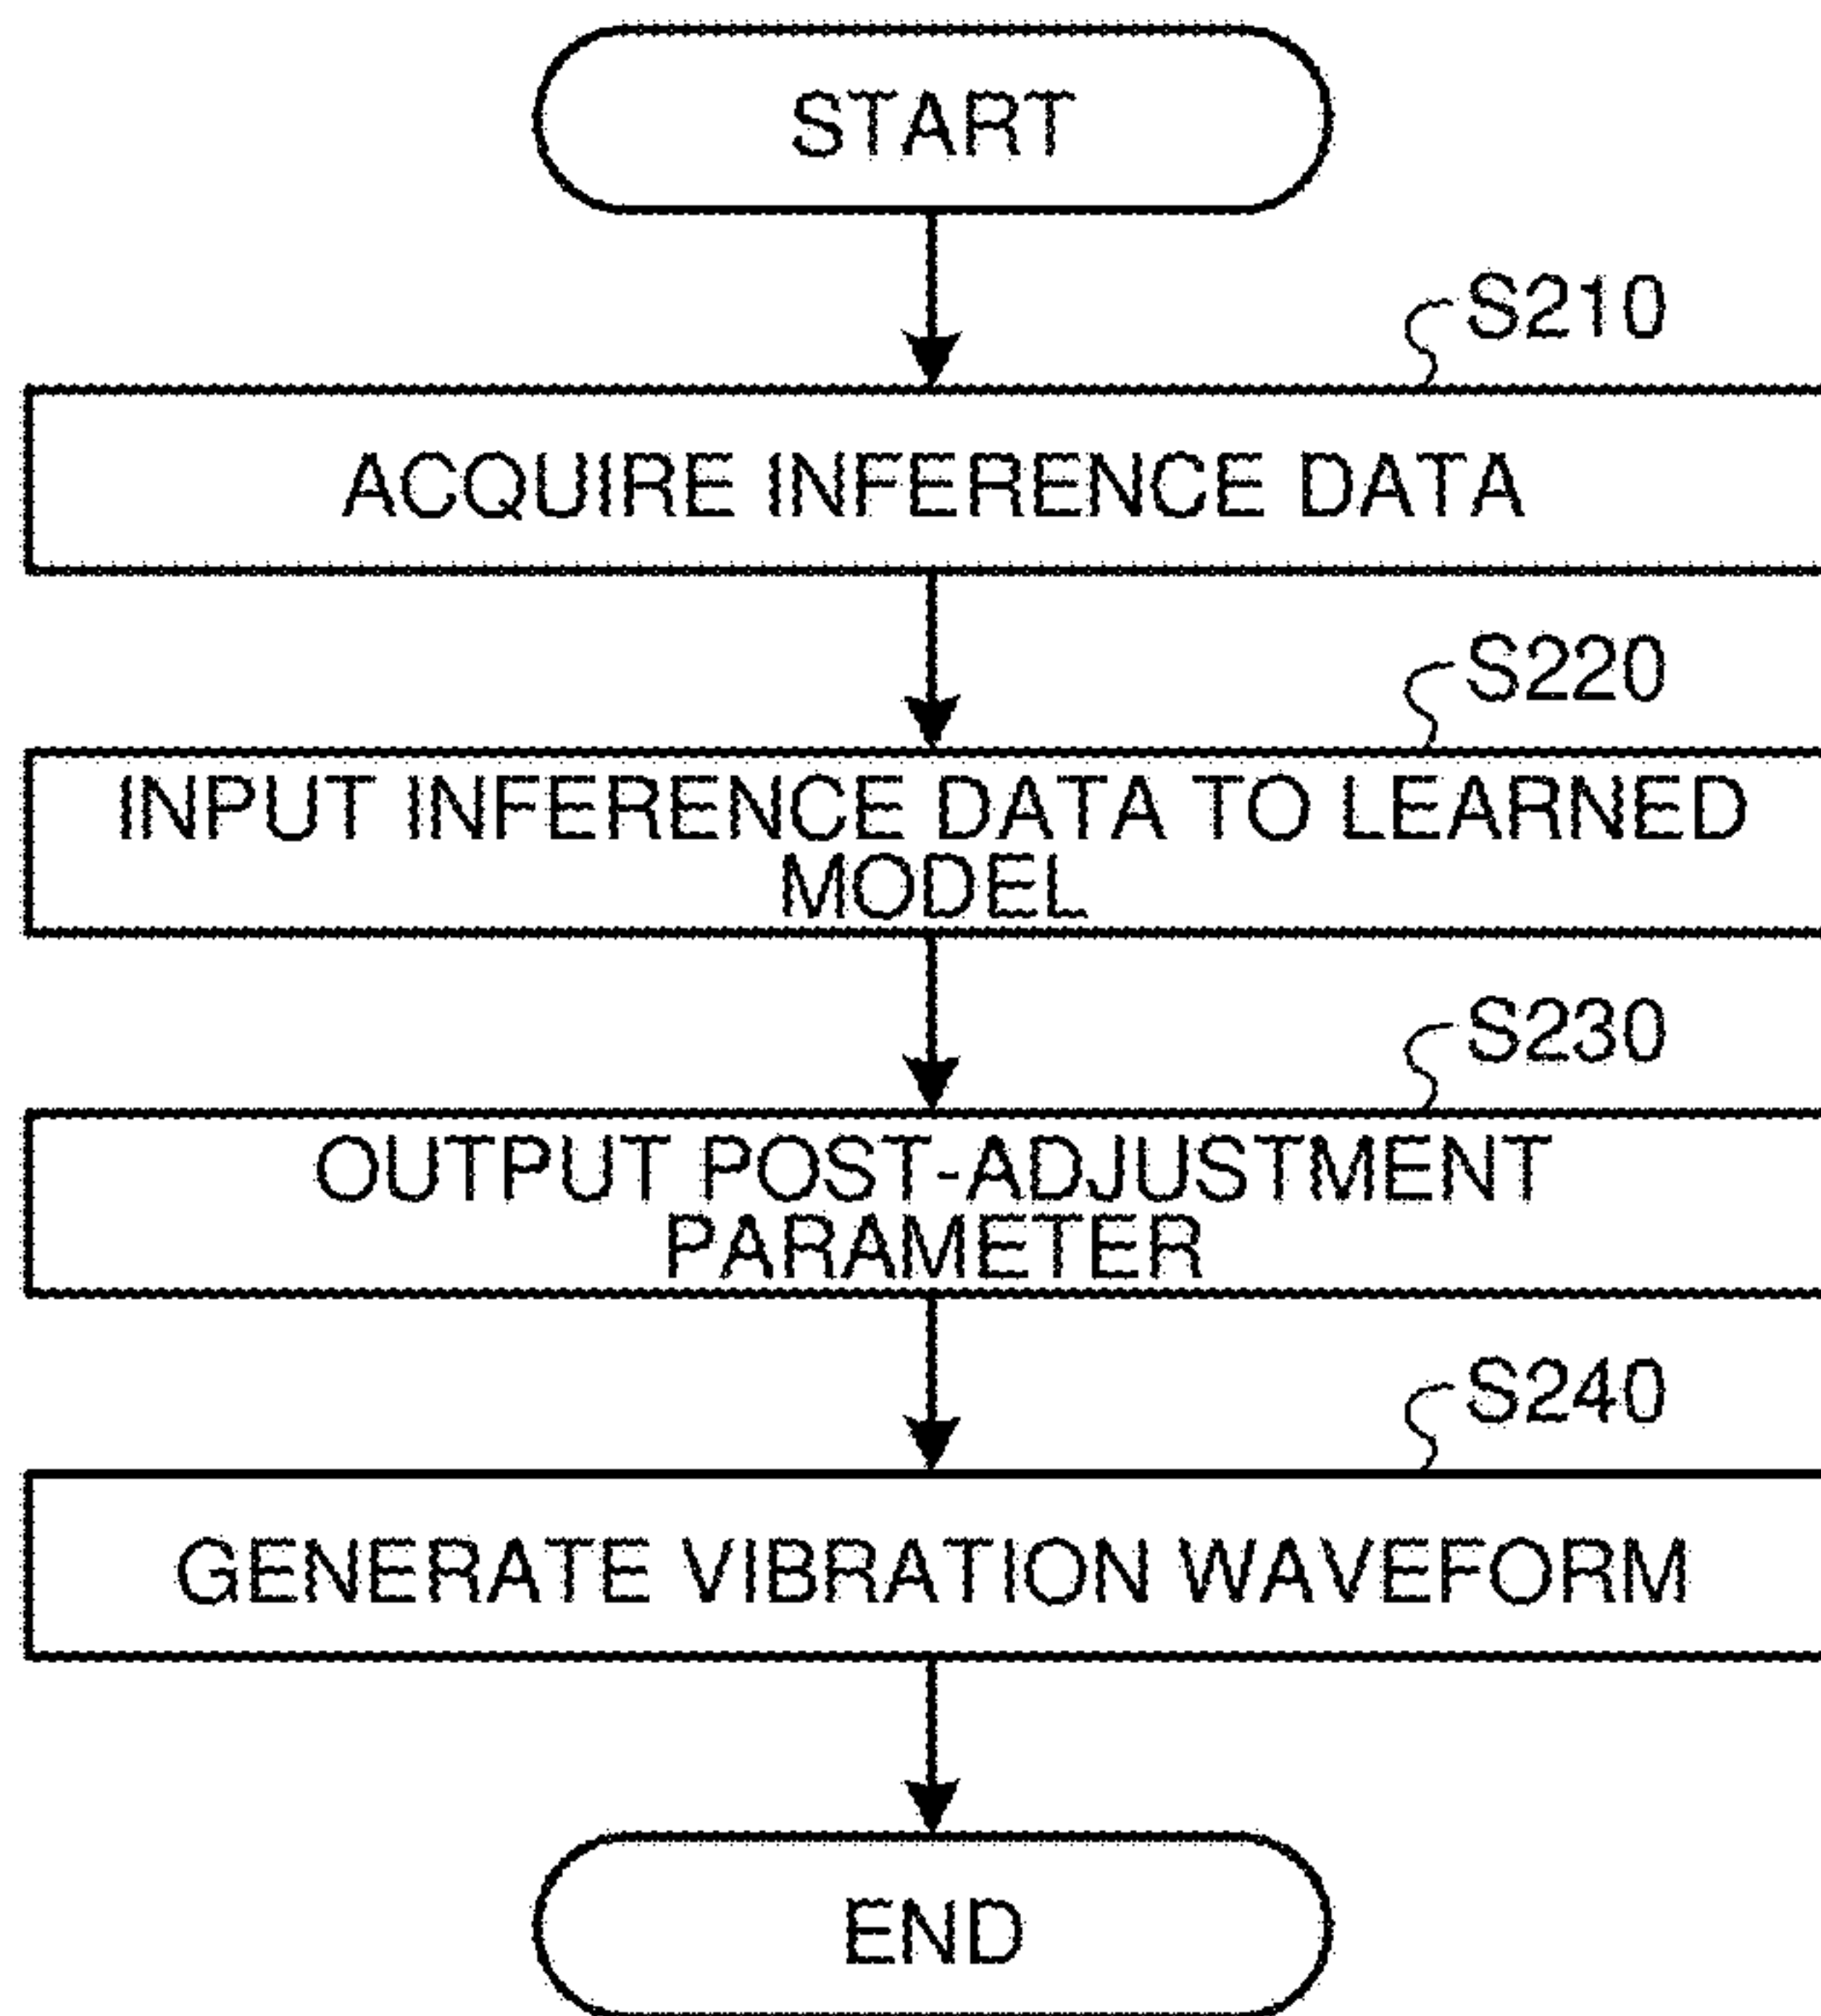 START
S210
ACQUIRE INFERENCE DATA
S220
INPUT INFERENCE DATA TO LEARNED
MODEL
S230
OUTPUT POST-ADJUSTMENT
PARAMETER
S240
GENERATE VIBRATION WAVEFORM
END